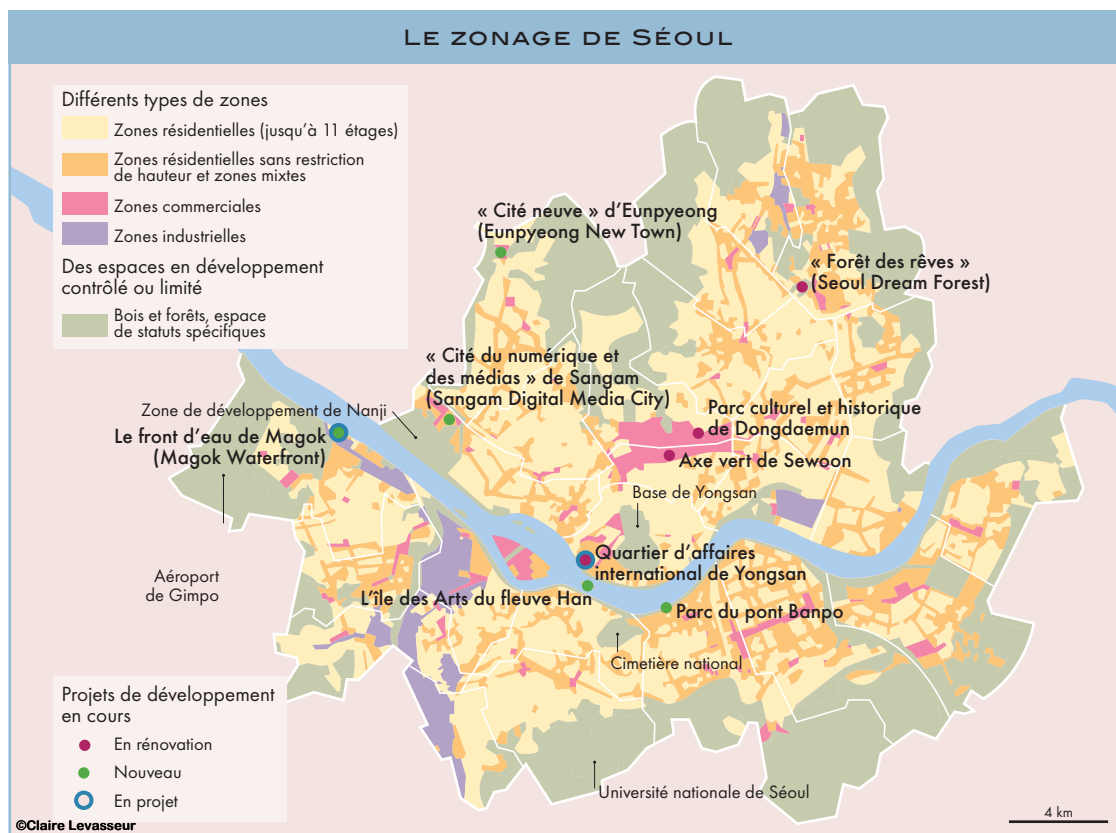 Le zonage de Séoul
Différents types de zones
Zones résidentielles (jusqu'à 11 étages)
Zones résidentielles sans restriction
de hauteur et zones mixtes
Zones commerciales
Zones industrielles
Des espaces en développement
contrôlé ou limité
Bois et forêts, espace
de statuts spécifiques
« Cité neuve » d'Eunpyeong
(Eunpyeong New Town)
« Forêt des rêves »
(Seoul Dream Forest)
« Cité du numérique et
des médias » de Sangam
(Sangam Digital Media City)
Zone de développement de Nanji
Le front d'eau de Magok
(Magok Waterfront)
Parc culturel et historique
de Dongdaemun
Axe vert de Sewoon
Base de Yongsan
Quartier d'affaires
international de Yongsan
Aéroport
de Gimpo
L'île des Arts du fleuve Han
Parc du pont Banpo
Cimetière national
Université nationale de Séoul
Projets de développement
en cours
En rénovation
Nouveau
En projet
4 km
©Claire Levasseur